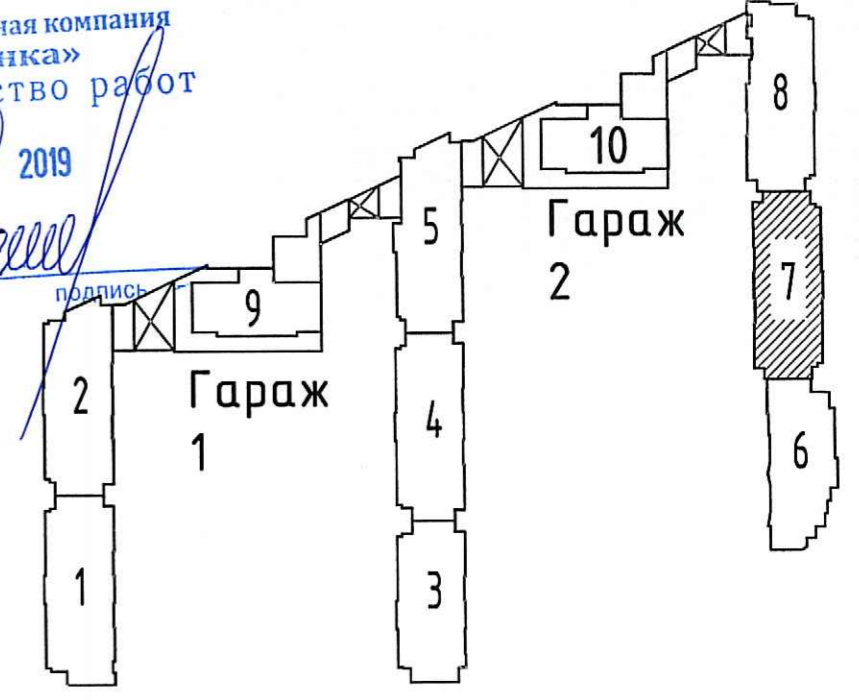 ная компания
нка»
ство работ
2019
подпись
8
10
5
Гараж
2
7
9
2
Гараж
1
4
6
1
3